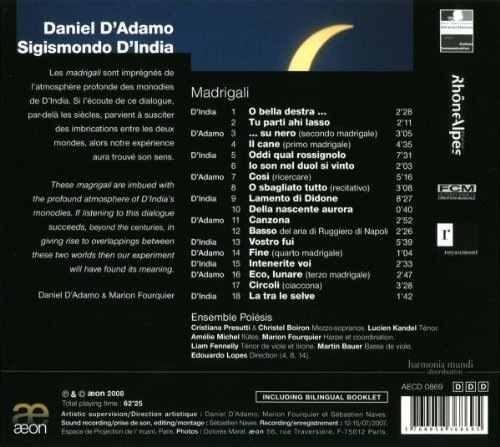 Daniel D'Adamo
Sigismondo D'India
Les madrigali sont imprégnés de
l'atmosphère profonde des monodies
de D'India. Si l'écoute de ce dialogue,
par-delà les siècles, parvient à susciter
des imbrications entre les deux
mondes, alors notre expérience
aura trouvé son sens.
These magrigali are imbued with
the profound atmosphere of D'India's
monodies. If listening to this dialogue
succeeds, beyond the centuries, in
giving rise to overlappings between
these two worlds then our experiment
will have found its meaning.
Daniel D'Adamo & Marion Fourquier
Madrigali
D'India 1 O bella destra ... 2'28
2 Tu parti ahi lasso 2'11
D'Adamo 3 ... su nero (secondo madrigale) 3'05
4 Il cane (primo madrigale) 4'35
D'India 5 Oddi qual rossignolo 7'31
6 Io son nel duol si vinto 2'03
D'Adamo 7 Così (ricercare) 5'16
8 O sbagliato tutto (recitativo) 3'08
D'India 9 Lamento di Didone 8'27
10 Della nascente aurora 0'40
D'Adamo 11 Canzona 2'52
12 Basso del aria di Ruggiero di Napoli 2'26
D'India 13 Vostro fui 5'39
D'Adamo 14 Fine (quarto madrigale) 2'54
D'India 15 Intenerite voi 2'33
D'Adamo 16 Eco, lunare (terzo madrigale) 2'47
17 Circoli (ciaccona) 3'28
D'India 18 La tra le selve 1'42
Ensemble Poïésis
Cristiana Presutti & Christel Boiron Mezzo-sopranos. Lucien Kandel Ténor.
Amélie Michel flûtes. Marion Fourquier Harpe et coordination.
Liam Fennelly Ténor de viole et lirone. Martin Bauer Basse de viole.
Edouardo Lopes Direction (4, 8, 14).
RhôneAlpes
FCM
r
royaumont
harmonia mundi
distribution
AECD 0869 D D D
æ
æon
℗ & © æon 2008
Total playing time : 62'25
INCLUDING BILINGUAL BOOKLET
Artistic supervision/Direction artistique : Daniel D'Adamo, Marion Fourquier et Sébastien Naves.
Sound recording/prise de son, editing/montage : Sébastien Naves. Recording/enregistrement : 12-15/07/2007.
Espace de Projection de l'Ircam, Paris. Photos : Dolorès Marat. æon 56, rue Traversière, F-75012 Paris.
3 760058 368695